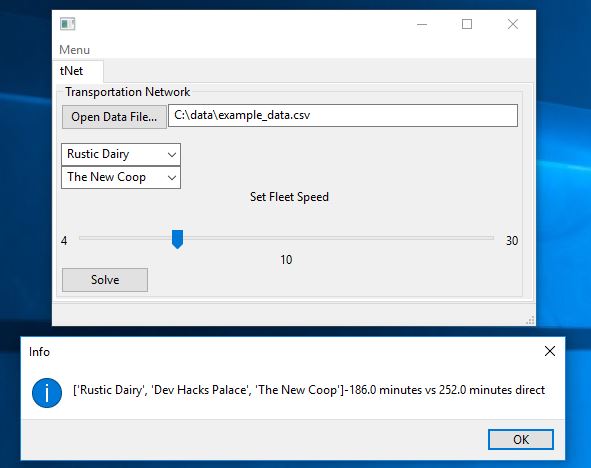 Menu
tNet
Transportation Network
Open Data File... C:\data\example_data.csv
Rustic Dairy
The New Coop
Set Fleet Speed
4 30
10
Solve
Info
['Rustic Dairy', 'Dev Hacks Palace', 'The New Coop']-186.0 minutes vs 252.0 minutes direct
OK